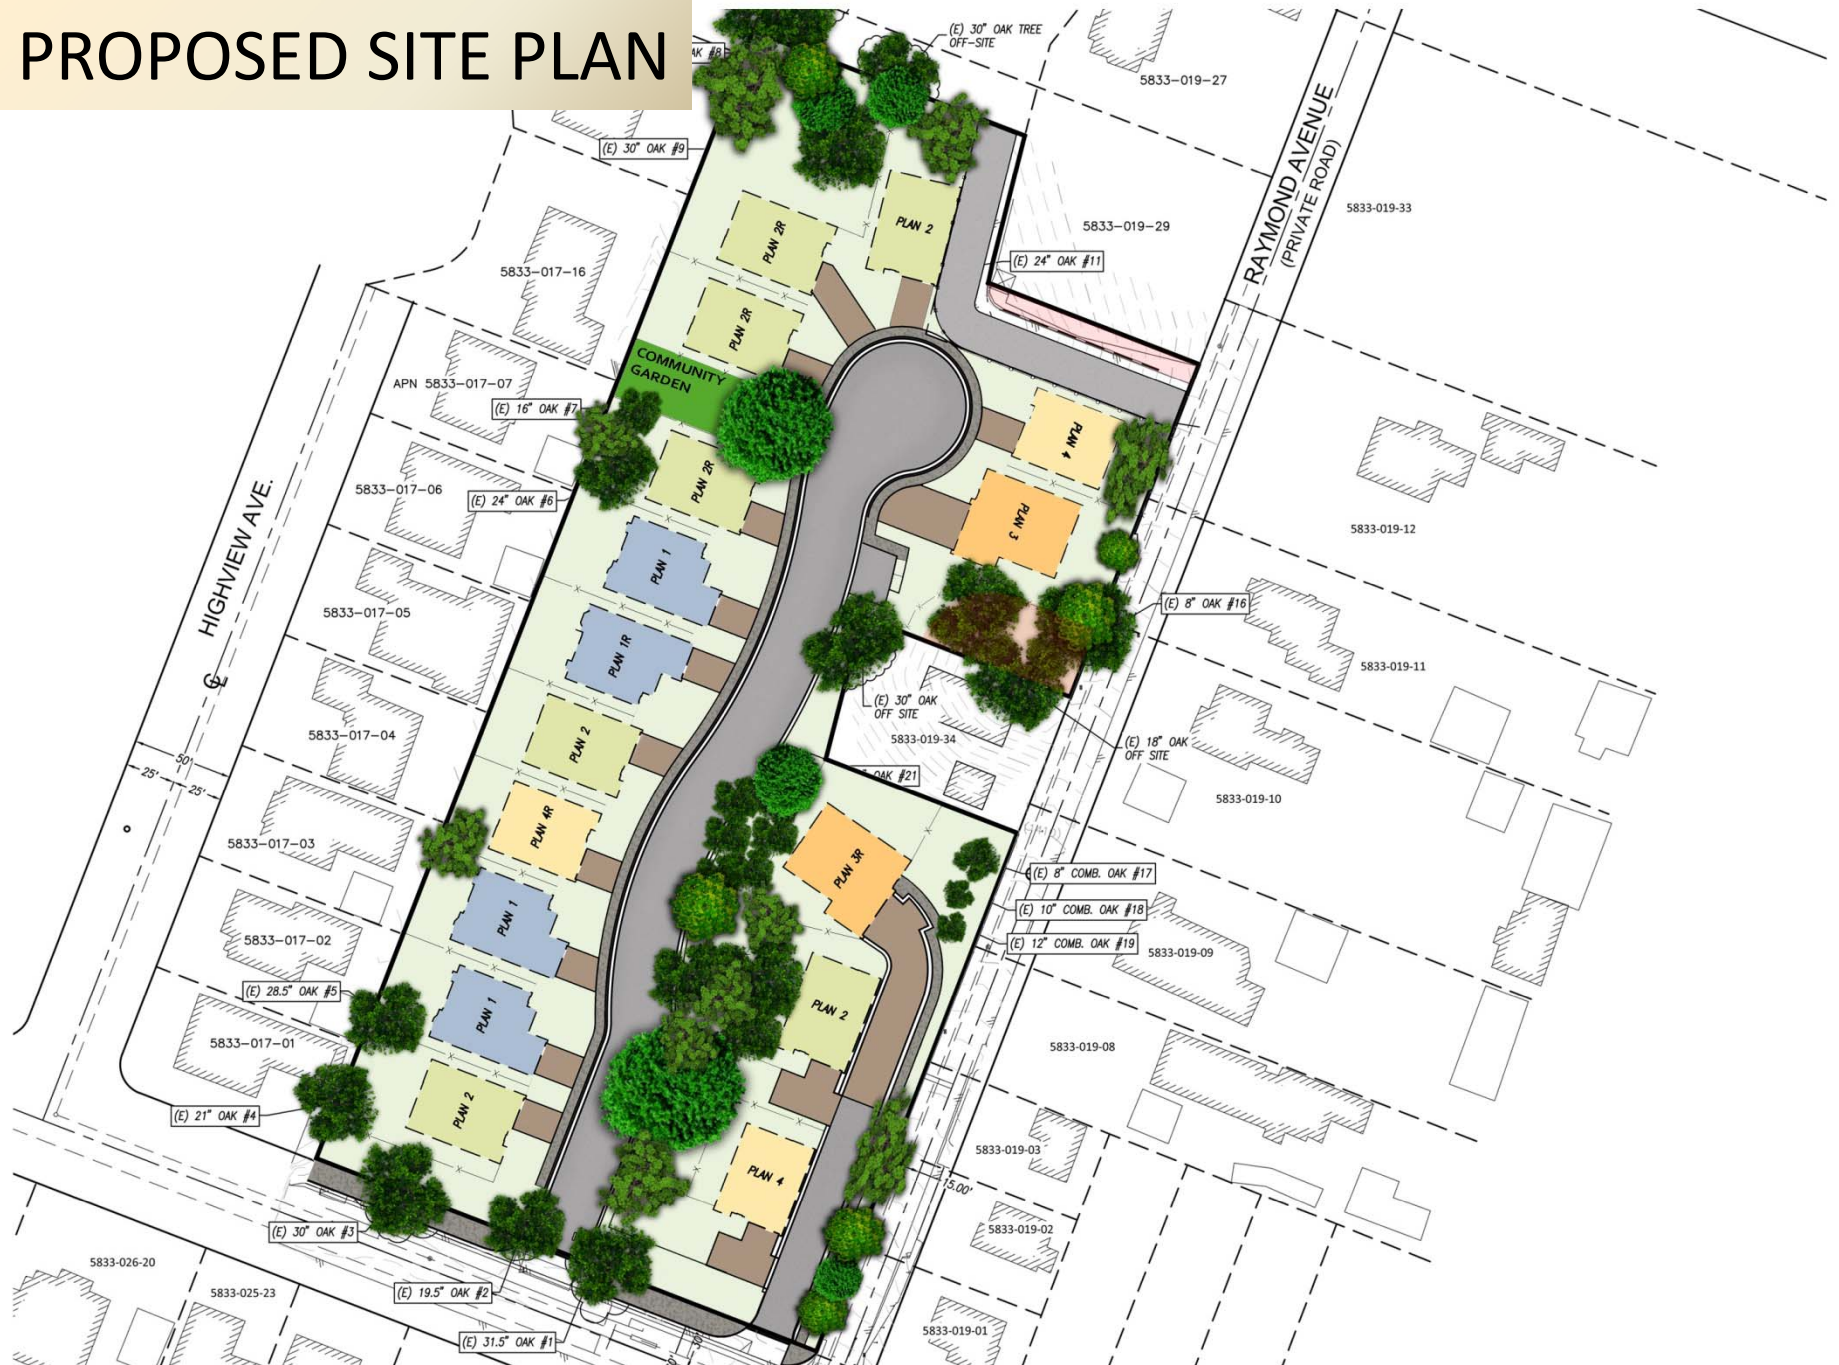 PROPOSED SITE PLAN
AK #8
(E) 30" OAK TREE
OFF-SITE
5833-019-27
(E) 30" OAK #9
RAYMOND AVENUE
(PRIVATE ROAD)
5833-019-33
PLAN 2R
PLAN 2
5833-019-29
(E) 24" OAK #11
5833-017-16
PLAN 2R
COMMUNITY
GARDEN
APN 5833-017-07
(E) 16" OAK #7
PLAN 4
PLAN 2R
5833-017-06
(E) 24" OAK #6
PLAN 3
5833-019-12
HIGHVIEW AVE.
PLAN 1
5833-017-05
(E) 8" OAK #16
PLAN 1R
5833-019-11
CL
(E) 30" OAK
OFF SITE
5833-019-34
5833-017-04
PLAN 2
(E) 18" OAK
OFF SITE
50'
25'
25'
OAK #21
5833-019-10
PLAN 4R
5833-017-03
PLAN 3R
(E) 8" COMB. OAK #17
(E) 10" COMB. OAK #18
PLAN 1
5833-017-02
(E) 12" COMB. OAK #19
5833-019-09
(E) 28.5" OAK #5
PLAN 1
PLAN 2
5833-017-01
5833-019-08
(E) 21" OAK #4
PLAN 2
5833-019-03
PLAN 4
15.00'
(E) 30" OAK #3
5833-019-02
5833-026-20
5833-025-23
(E) 19.5" OAK #2
(E) 31.5" OAK #1
30'
5833-019-01